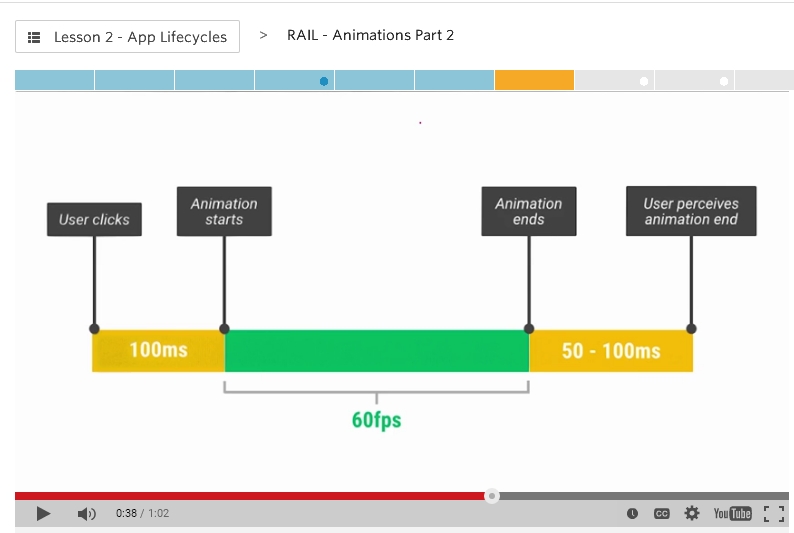 Lesson 2 - App Lifecycles > RAIL - Animations Part 2
User clicks
Animation
starts
Animation
ends
User perceives
animation end
100ms
50 - 100ms
60fps
0:38 / 1:02
CC
YouTube